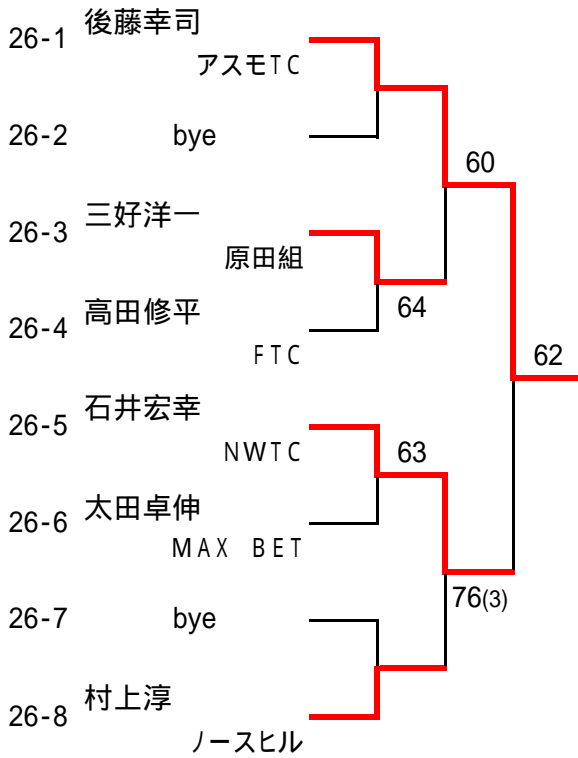 26-1 後藤幸司
アスモTC
26-2 bye
60
26-3 三好洋一
原田組
64
26-4 高田修平
FTC
62
26-5 石井宏幸
NWTC
63
26-6 太田卓伸
MAX BET
76(3)
26-7 bye
26-8 村上淳
ノースヒル